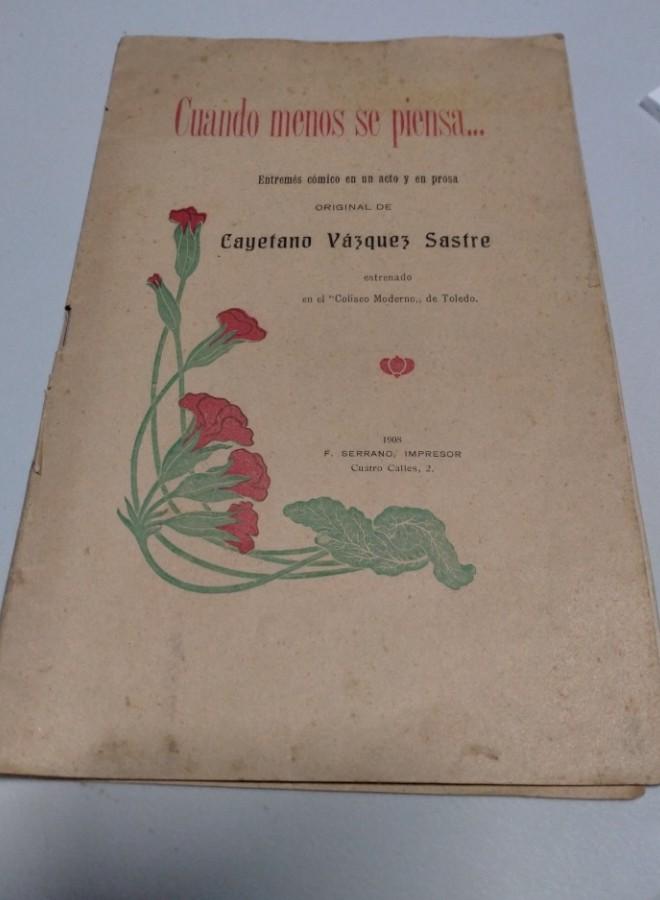 Cuando menos se piensa...
Entremés cómico en un acto y en prosa
ORIGINAL DE
Cayetano Vázquez Sastre
estrenado
en el "Coliseo Moderno„ de Toledo.
1908
F. SERRANO, IMPRESOR
Cuatro Calles, 2.